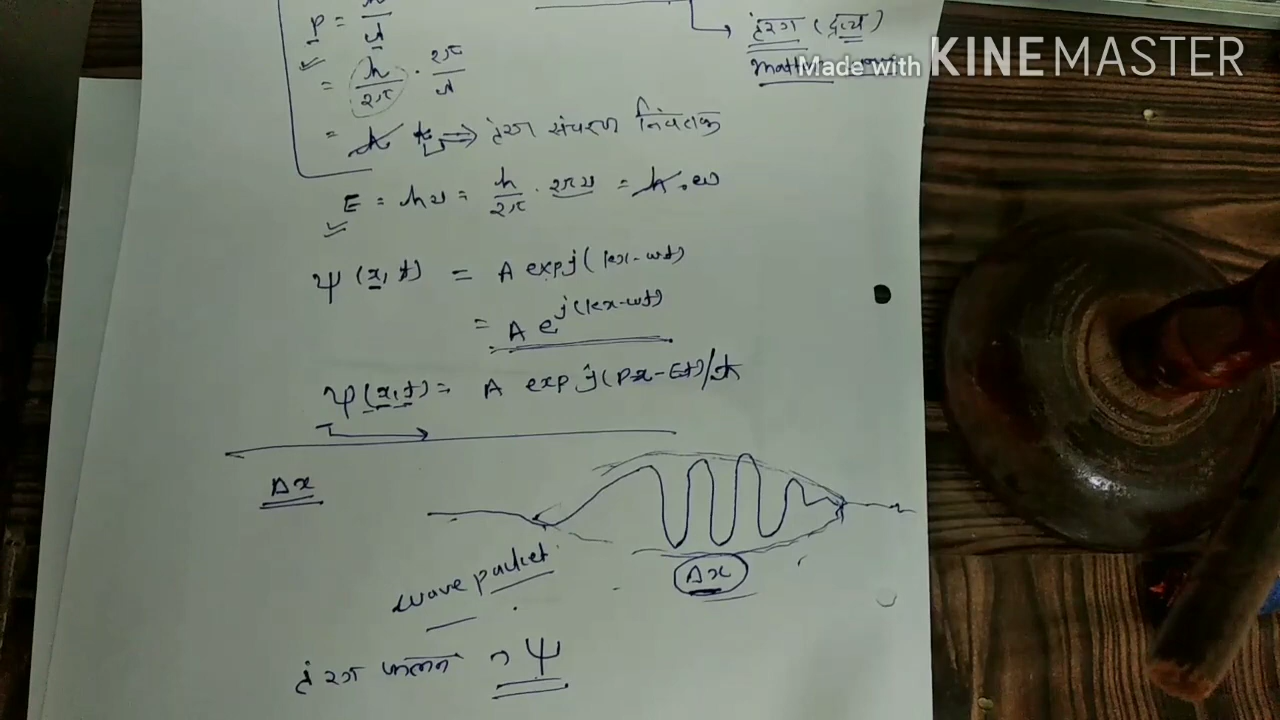 p = h/λ
तरंग (द्रव्य)
matter wave
Made with KINEMASTER
= h/2π · 2π/λ
= ℏ k ⇒ तरंग संचरण नियतांक
E = hν = h/2π · 2πν = ℏ.ω
Ψ (x, t) = A exp j (kx-ωt)
= A e^j(kx-ωt)
Ψ(x,t) = A exp j (Px-Et)/ℏ
Δx
Δx
wave packet
तरंग फलन → Ψ